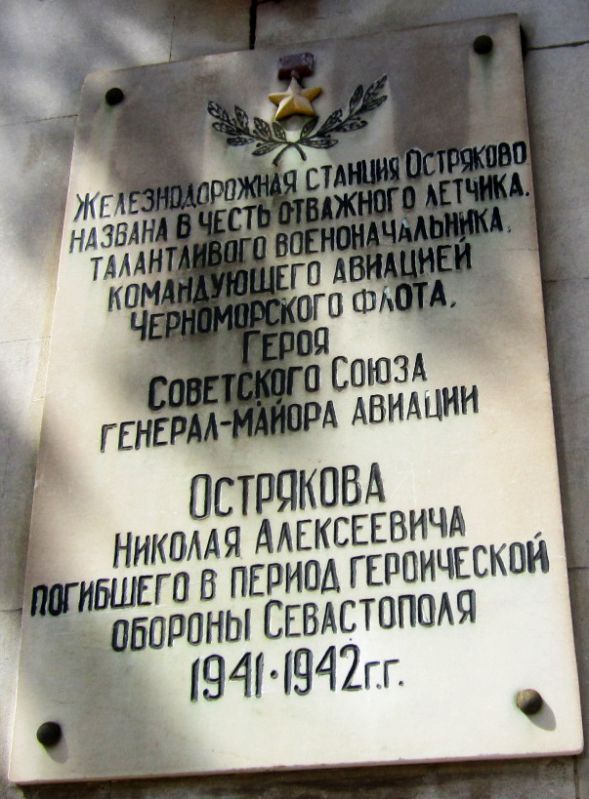 Железнодорожная станция Остряково
названа в честь отважного летчика.
талантливого военоначальника.
командующего авиацией
Черноморского флота.
Героя
Советского Союза
генерал-майора авиации
Острякова
Николая Алексеевича
погибшего в период героической
обороны Севастополя
1941·1942г.г.